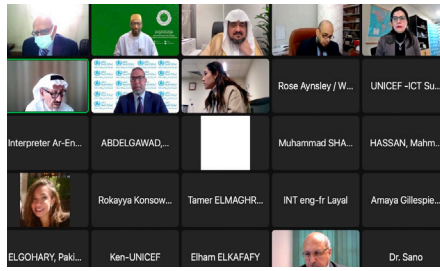 Rose Aynsley / W...
UNICEF -ICT Su...
Interpreter Ar-En...
ABDELGAWAD,...
Muhammad SHA...
HASSAN, Mahm...
Rokayya Konsow...
Tamer ELMAGHR...
INT eng-fr Layal
Amaya Gillespie...
ELGOHARY, Paki...
Ken-UNICEF
Elham ELKAFAFY
Dr. Sano